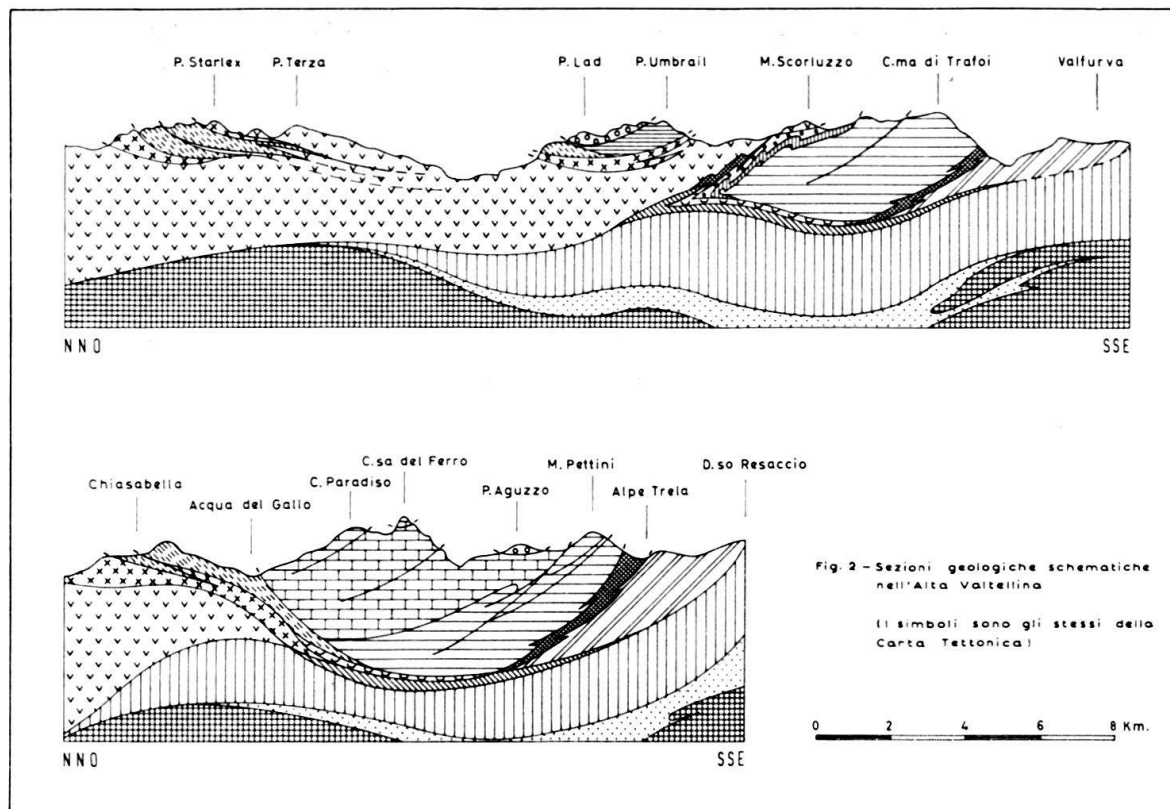 P. Starlex P. Terza P. Lad P. Umbrail M. Scorluzzo C.ma di Trafoi Valfurva
NNO SSE
C.sa del Ferro M. Pettini D.so Resaccio
Chiasabella C. Paradiso P. Aguzzo Alpe Trela
Acqua del Gallo
Fig. 2 – Sezioni geologiche schematiche
nell'Alta Valtellina
(I simboli sono gli stessi della
Carta Tettonica)
0 2 4 6 8 Km.
NNO SSE